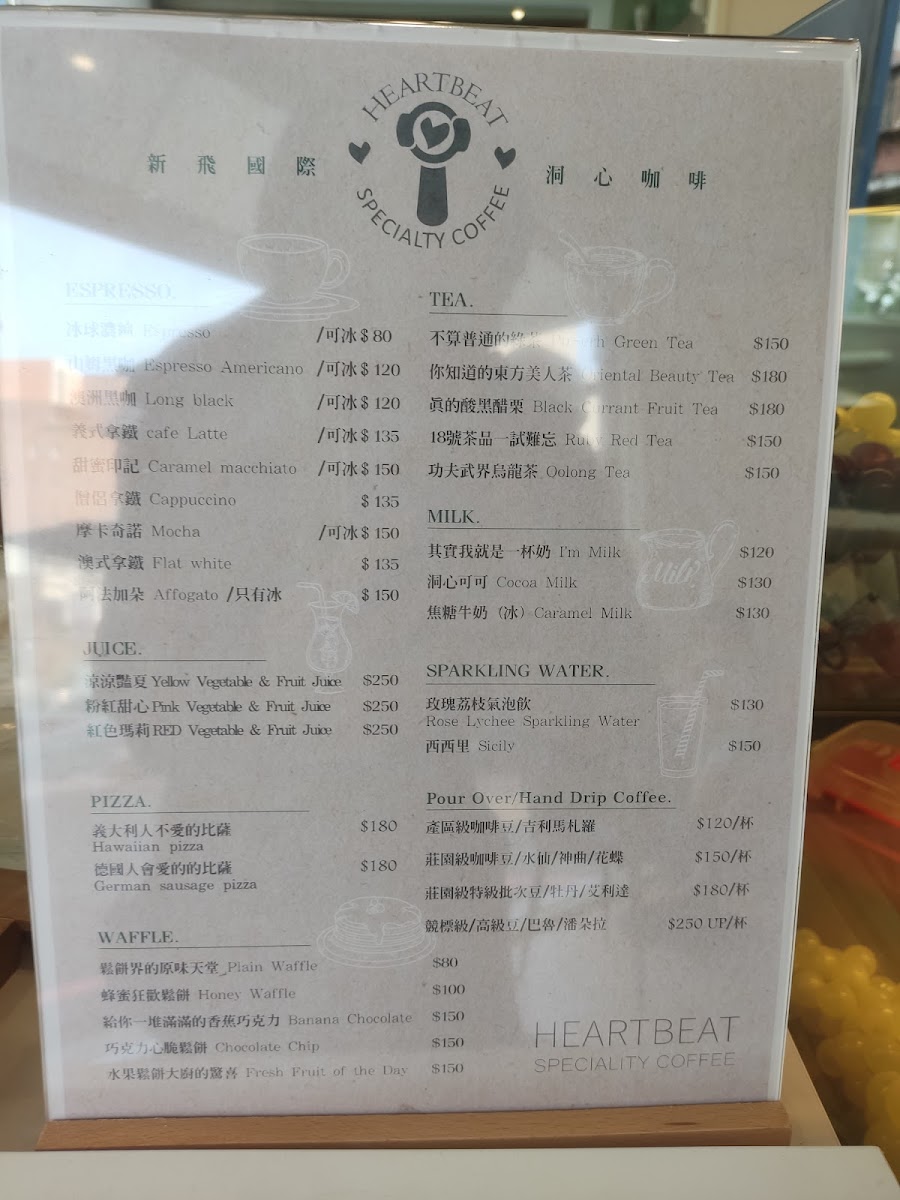 HEARTBEAT
新飛國際
洞心咖啡
SPECIALTY COFFEE
ESPRESSO.
Espresso /可冰 $ 80
Espresso Americano /可冰 $ 120
澳洲黑咖 Long black /可冰 $ 120
義式拿鐵 cafe Latte /可冰 $ 135
甜蜜印記 Caramel macchiato /可冰 $ 150
僧侶拿鐵 Cappuccino $ 135
摩卡奇諾 Mocha /可冰 $ 150
澳式拿鐵 Flat white $ 135
阿法加朵 Affogato /只有冰 $ 150
JUICE.
涼涼豔夏 Yellow Vegetable & Fruit Juice $250
粉紅甜心 Pink Vegetable & Fruit Juice $250
紅色瑪莉 RED Vegetable & Fruit Juice $250
PIZZA.
義大利人不愛的比薩 $180
Hawaiian pizza
德國人會愛的的比薩 $180
German sausage pizza
WAFFLE.
鬆餅界的原味天堂 Plain Waffle $80
蜂蜜狂歡鬆餅 Honey Waffle $100
給你一堆滿滿的香蕉巧克力 Banana Chocolate $150
巧克力心脆鬆餅 Chocolate Chip $150
水果鬆餅大廚的驚喜 Fresh Fruit of the Day $150
TEA.
不算普通的綠茶 Green Tea $150
你知道的東方美人茶 Oriental Beauty Tea $180
真的酸黑醋栗 Black Currant Fruit Tea $180
18號茶品一試難忘 Ruby Red Tea $150
功夫武界烏龍茶 Oolong Tea $150
MILK.
其實我就是一杯奶 I'm Milk $120
洞心可可 Cocoa Milk $130
焦糖牛奶 (冰) Caramel Milk $130
Milk
SPARKLING WATER.
玫瑰荔枝氣泡飲 $130
Rose Lychee Sparkling Water
西西里 Sicily $150
Pour Over/Hand Drip Coffee.
產區級咖啡豆/吉利馬札羅 $120/杯
莊園級咖啡豆/水仙/神曲/花蝶 $150/杯
莊園級特級批次豆/牡丹/艾利達 $180/杯
競標級/高級豆/巴魯/潘朵拉 $250 UP/杯
HEARTBEAT
SPECIALITY COFFEE